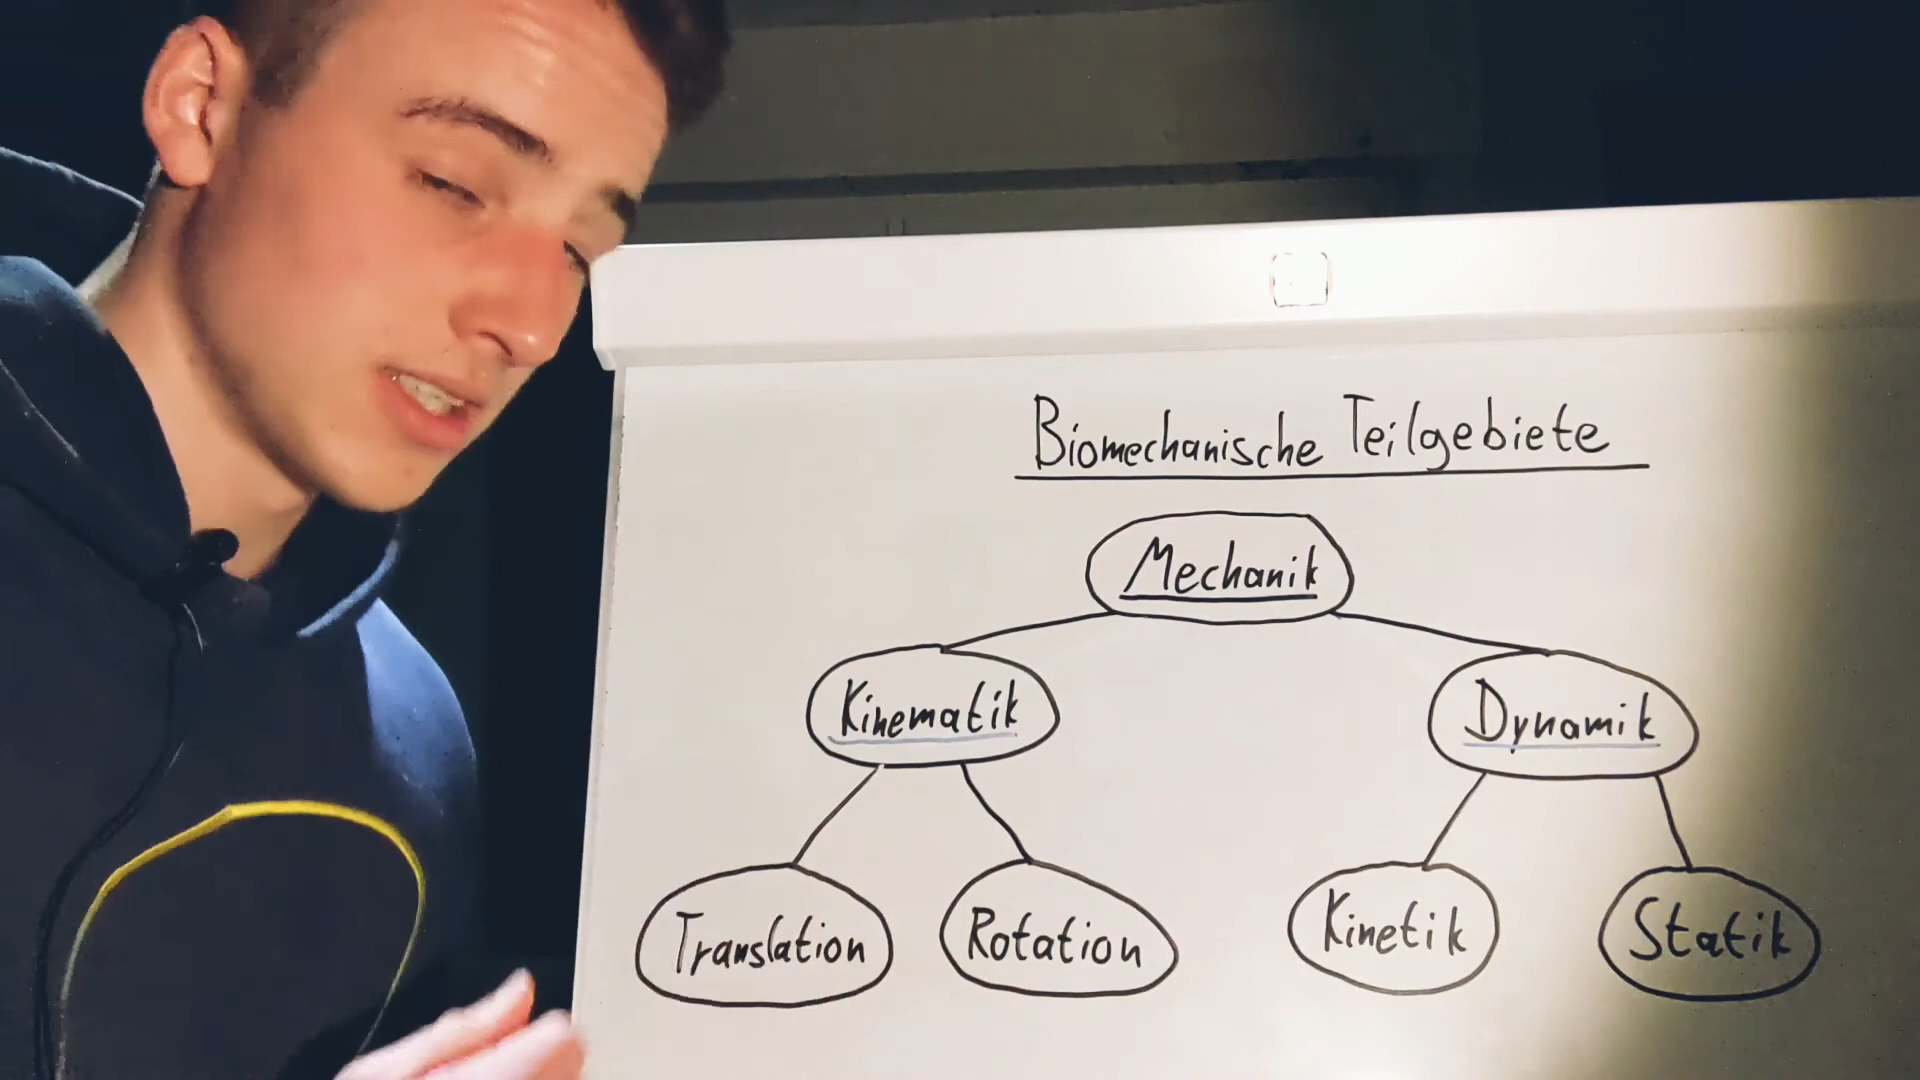 Biomechanische Teilgebiete
Mechanik
Kinematik
Dynamik
Translation
Rotation
Kinetik
Statik